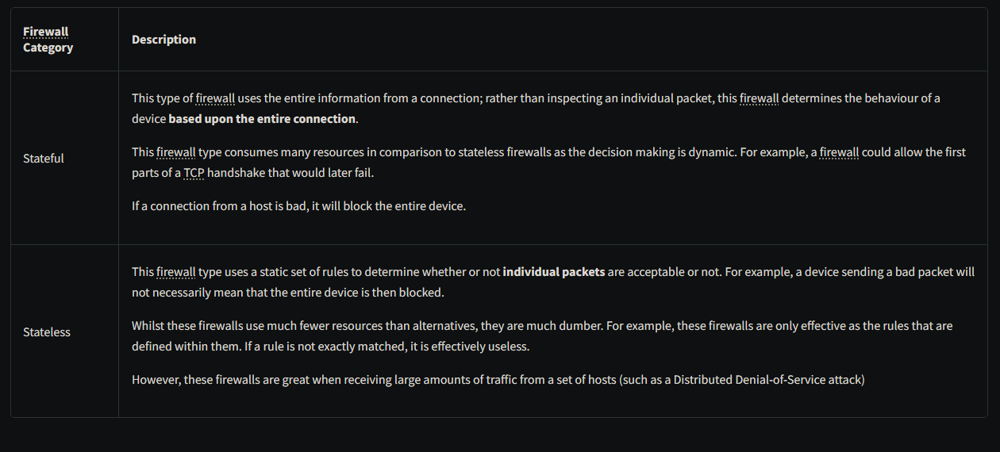 Firewall
Category
Description
Stateful
This type of firewall uses the entire information from a connection; rather than inspecting an individual packet, this firewall determines the behaviour of a
device based upon the entire connection.
This firewall type consumes many resources in comparison to stateless firewalls as the decision making is dynamic. For example, a firewall could allow the first
parts of a TCP handshake that would later fail.
If a connection from a host is bad, it will block the entire device.
Stateless
This firewall type uses a static set of rules to determine whether or not individual packets are acceptable or not. For example, a device sending a bad packet will
not necessarily mean that the entire device is then blocked.
Whilst these firewalls use much fewer resources than alternatives, they are much dumber. For example, these firewalls are only effective as the rules that are
defined within them. If a rule is not exactly matched, it is effectively useless.
However, these firewalls are great when receiving large amounts of traffic from a set of hosts (such as a Distributed Denial-of-Service attack)